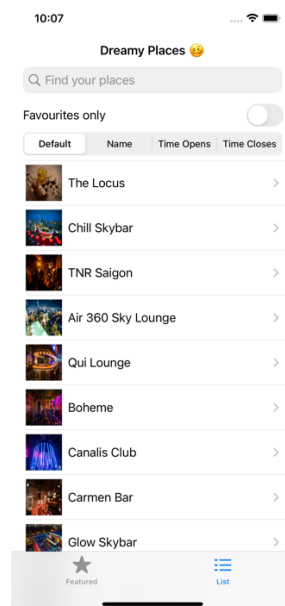 10:07
Dreamy Places 🥴
Find your places
Favourites only
Default Name Time Opens Time Closes
The Locus
Chill Skybar
TNR Saigon
Air 360 Sky Lounge
Qui Lounge
Boheme
Canalis Club
Carmen Bar
Glow Skybar
Featured List